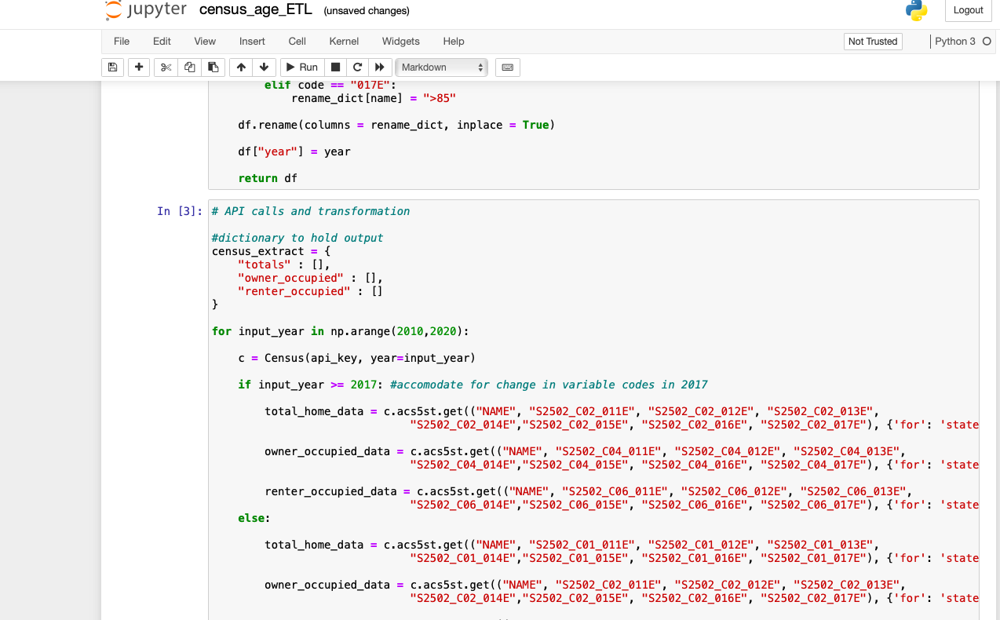 jupyter census_age_ETL (unsaved changes)
Logout
File Edit View Insert Cell Kernel Widgets Help
Not Trusted
Python 3
Run
Markdown
elif code == "017E":
rename_dict[name] = ">85"
df.rename(columns = rename_dict, inplace = True)
df["year"] = year
return df
In [3]:
# API calls and transformation
#dictionary to hold output
census_extract = {
"totals" : [],
"owner_occupied" : [],
"renter_occupied" : []
}
for input_year in np.arange(2010,2020):
c = Census(api_key, year=input_year)
if input_year >= 2017: #accomodate for change in variable codes in 2017
total_home_data = c.acs5st.get(("NAME", "S2502_C02_011E", "S2502_C02_012E", "S2502_C02_013E",
"S2502_C02_014E","S2502_C02_015E", "S2502_C02_016E", "S2502_C02_017E"), {'for': 'state
owner_occupied_data = c.acs5st.get(("NAME", "S2502_C04_011E", "S2502_C04_012E", "S2502_C04_013E",
"S2502_C04_014E","S2502_C04_015E", "S2502_C04_016E", "S2502_C04_017E"), {'for': 'state
renter_occupied_data = c.acs5st.get(("NAME", "S2502_C06_011E", "S2502_C06_012E", "S2502_C06_013E",
"S2502_C06_014E","S2502_C06_015E", "S2502_C06_016E", "S2502_C06_017E"), {'for': 'state
else:
total_home_data = c.acs5st.get(("NAME", "S2502_C01_011E", "S2502_C01_012E", "S2502_C01_013E",
"S2502_C01_014E","S2502_C01_015E", "S2502_C01_016E", "S2502_C01_017E"), {'for': 'state
owner_occupied_data = c.acs5st.get(("NAME", "S2502_C02_011E", "S2502_C02_012E", "S2502_C02_013E",
"S2502_C02_014E","S2502_C02_015E", "S2502_C02_016E", "S2502_C02_017E"), {'for': 'state